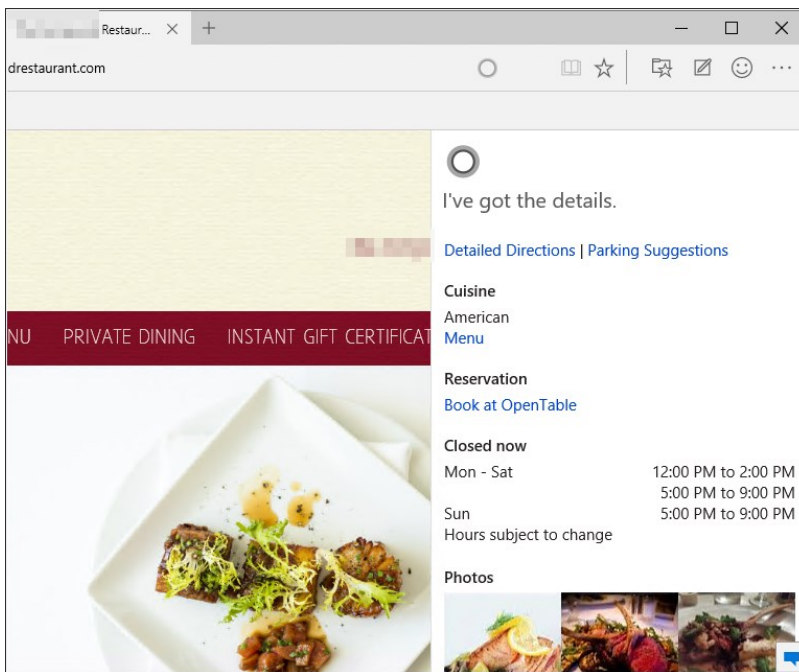 Restaur...
drestaurant.com
I've got the details.
Detailed Directions | Parking Suggestions
Cuisine
American
Menu
NU PRIVATE DINING INSTANT GIFT CERTIFICAT
Reservation
Book at OpenTable
Closed now
Mon - Sat 12:00 PM to 2:00 PM
5:00 PM to 9:00 PM
Sun 5:00 PM to 9:00 PM
Hours subject to change
Photos